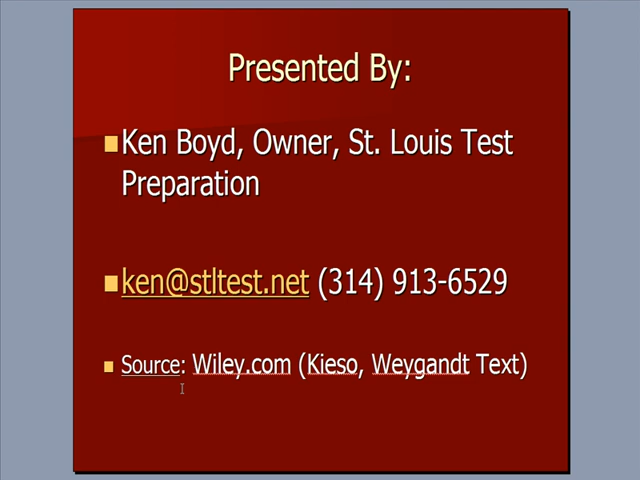 Presented By:
Ken Boyd, Owner, St. Louis Test
Preparation
ken@stltest.net (314) 913-6529
Source: Wiley.com (Kieso, Weygandt Text)